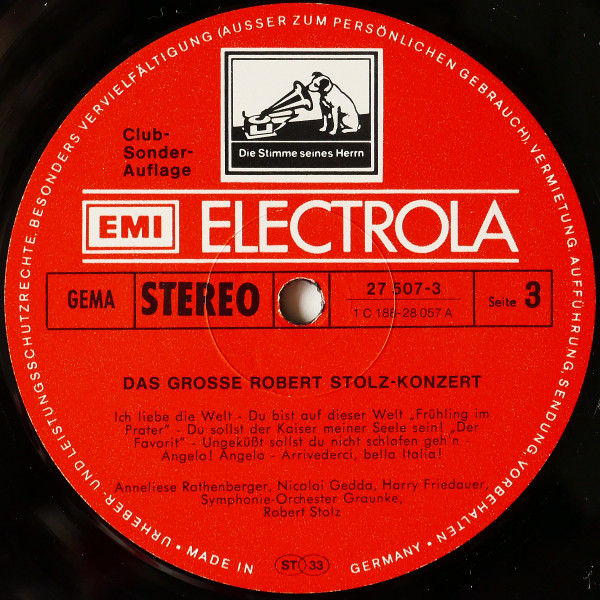 URHEBER- UND LEISTUNGSSCHUTZRECHTE, BESONDERS VERVIELFÄLTIGUNG (AUSSER ZUM PERSÖNLICHEN GEBRAUCH), VERMIETUNG, AUFFÜHRUNG, SENDUNG, VORBEHALTEN •
Club-
Sonder-
Auflage
Die Stimme seines Herrn
EMI ELECTROLA
GEMA STEREO 27 507-3 Seite 3
1 C 188-28 057 A
DAS GROSSE ROBERT STOLZ-KONZERT
Ich liebe die Welt - Du bist auf dieser Welt „Frühling im
Prater" - Du sollst der Kaiser meiner Seele sein! „Der
Favorit" - Ungeküßt sollst du nicht schlafen geh'n -
Angelo! Angelo - Arrivederci, bella Italia!
Anneliese Rothenberger, Nicolai Gedda, Harry Friedauer,
Symphonie-Orchester Graunke,
Robert Stolz
• MADE IN GERMANY •
ST 33